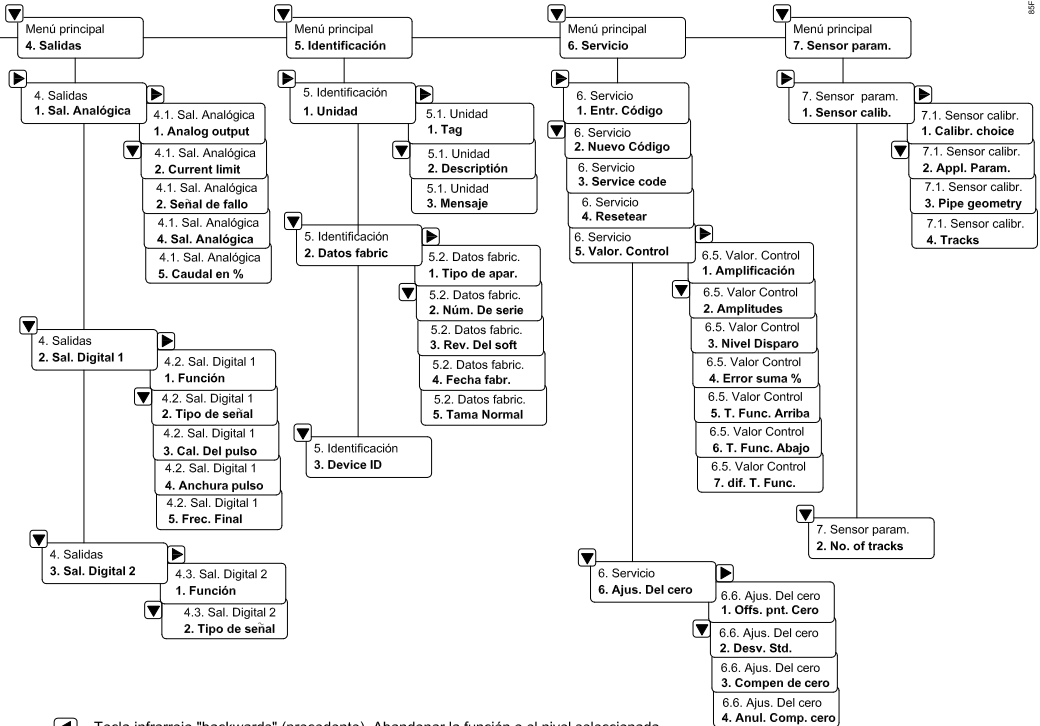 85F
Menú principal
4. Salidas
4. Salidas
1. Sal. Analógica
4.1. Sal. Analógica
1. Analog output
4.1. Sal. Analógica
2. Current limit
4.1. Sal. Analógica
2. Señal de fallo
4.1. Sal. Analógica
4. Sal. Analógica
4.1. Sal. Analógica
5. Caudal en %
4. Salidas
2. Sal. Digital 1
4.2. Sal. Digital 1
1. Función
4.2. Sal. Digital 1
2. Tipo de señal
4.2. Sal. Digital 1
3. Cal. Del pulso
4.2. Sal. Digital 1
4. Anchura pulso
4.2. Sal. Digital 1
5. Frec. Final
4. Salidas
3. Sal. Digital 2
4.3. Sal. Digital 2
1. Función
4.3. Sal. Digital 2
2. Tipo de señal
Menú principal
5. Identificación
5. Identificación
1. Unidad
5.1. Unidad
1. Tag
5.1. Unidad
2. Descriptión
5.1. Unidad
3. Mensaje
5. Identificación
2. Datos fabric
5.2. Datos fabric.
1. Tipo de apar.
5.2. Datos fabric.
2. Núm. De serie
5.2. Datos fabric.
3. Rev. Del soft
5.2. Datos fabric.
4. Fecha fabr.
5.2. Datos fabric.
5. Tama Normal
5. Identificación
3. Device ID
Menú principal
6. Servicio
6. Servicio
1. Entr. Código
6. Servicio
2. Nuevo Código
6. Servicio
3. Service code
6. Servicio
4. Resetear
6. Servicio
5. Valor. Control
6.5. Valor. Control
1. Amplificación
6.5. Valor Control
2. Amplitudes
6.5. Valor Control
3. Nivel Disparo
6.5. Valor Control
4. Error suma %
6.5. Valor Control
5. T. Func. Arriba
6.5. Valor Control
6. T. Func. Abajo
6.5. Valor Control
7. dif. T. Func.
6. Servicio
6. Ajus. Del cero
6.6. Ajus. Del cero
1. Offs. pnt. Cero
6.6. Ajus. Del cero
2. Desv. Std.
6.6. Ajus. Del cero
3. Compen de cero
6.6. Ajus. Del cero
4. Anul. Comp. cero
Menú principal
7. Sensor param.
7. Sensor param.
1. Sensor calib.
7.1. Sensor calibr.
1. Calibr. choice
7.1. Sensor calibr.
2. Appl. Param.
7.1. Sensor calibr.
3. Pipe geometry
7.1. Sensor calibr.
4. Tracks
7. Sensor param.
2. No. of tracks
Tecla infrarroja "backwards" (precedente). Abandonar la función o el nivel seleccionado